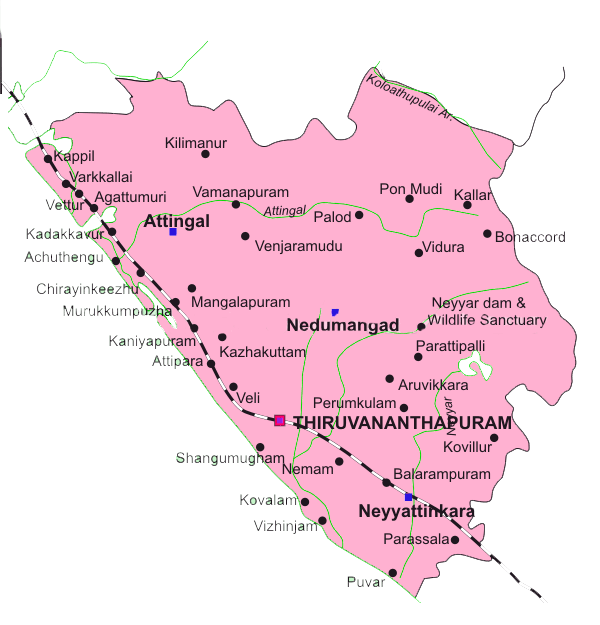 Koloathupulai Ar.
Kilimanur
Kappil
Varkkallai
Vettur
Agattumuri
Vamanapuram
Pon Mudi
Kallar
Attingal
Attingal
Palod
Kadakkavur
Venjaramudu
Vidura
Bonaccord
Achuthengu
Chirayinkeezhu
Mangalapuram
Murukkumpuzha
Neyyar dam &
Wildlife Sanctuary
Nedumangad
Kaniyapuram
Kazhakuttam
Parattipalli
Attipara
Aruvikkara
Veli
Perumkulam
Neyyar
THIRUVANANTHAPURAM
Kovillur
Shangumugham
Nemam
Balarampuram
Kovalam
Neyyattinkara
Vizhinjam
Parassala
Puvar